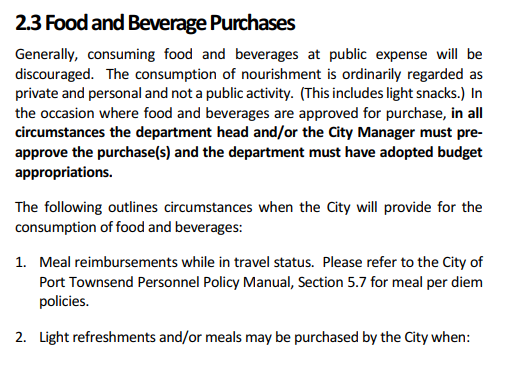 2.3 Food and Beverage Purchases
Generally, consuming food and beverages at public expense will be
discouraged. The consumption of nourishment is ordinarily regarded as
private and personal and not a public activity. (This includes light snacks.) In
the occasion where food and beverages are approved for purchase, in all
circumstances the department head and/or the City Manager must pre-
approve the purchase(s) and the department must have adopted budget
appropriations.
The following outlines circumstances when the City will provide for the
consumption of food and beverages:
1. Meal reimbursements while in travel status. Please refer to the City of
Port Townsend Personnel Policy Manual, Section 5.7 for meal per diem
policies.
2. Light refreshments and/or meals may be purchased by the City when: